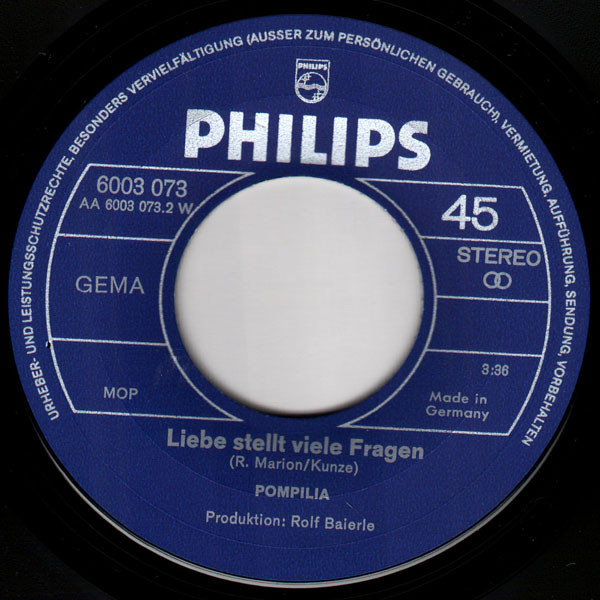 URHEBER- UND LEISTUNGSSCHUTZRECHTE, BESONDERS VERVIELFÄLTIGUNG (AUSSER ZUM PERSÖNLICHEN GEBRAUCH), VERMIETUNG, AUFFÜHRUNG, SENDUNG, VORBEHALTEN
PHILIPS
PHILIPS
6003 073
AA 6003 073.2 W
45
STEREO
GEMA
3:36
MOP
Made in
Germany
Liebe stellt viele Fragen
(R. Marion/Kunze)
POMPILIA
Produktion: Rolf Baierle